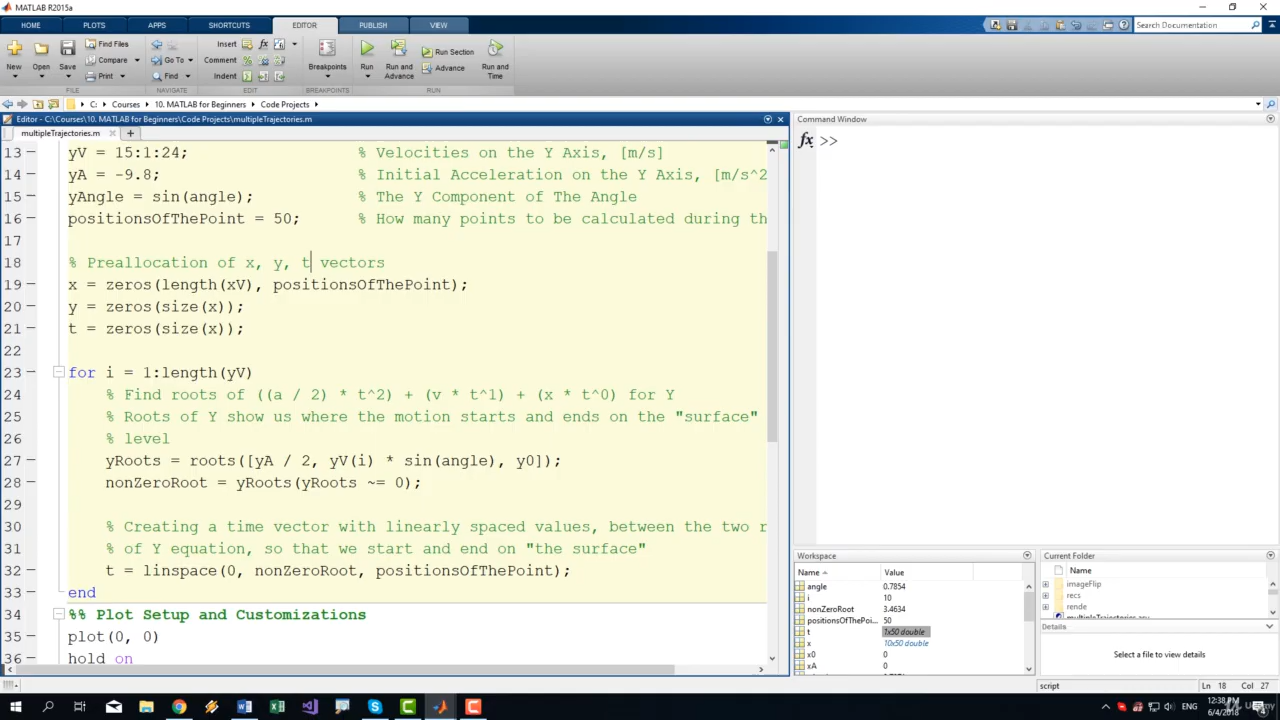 MATLAB R2015a
HOME PLOTS APPS SHORTCUTS EDITOR PUBLISH VIEW
Search Documentation
New Open Save Find Files Compare Print
Go To Find
Insert Comment Indent
Breakpoints
Run Run and Advance Run Section Advance Run and Time
FILE NAVIGATE EDIT BREAKPOINTS RUN
C: Courses 10. MATLAB for Beginners Code Projects
Editor - C:\Courses\10. MATLAB for Beginners\Code Projects\multipleTrajectories.m
multipleTrajectories.m
13 yV = 15:1:24; % Velocities on the Y Axis, [m/s]
14 yA = -9.8; % Initial Acceleration on the Y Axis, [m/s^2
15 yAngle = sin(angle); % The Y Component of The Angle
16 positionsOfThePoint = 50; % How many points to be calculated during th
17
18 % Preallocation of x, y, t vectors
19 x = zeros(length(xV), positionsOfThePoint);
20 y = zeros(size(x));
21 t = zeros(size(x));
22
23 for i = 1:length(yV)
24 % Find roots of ((a / 2) * t^2) + (v * t^1) + (x * t^0) for Y
25 % Roots of Y show us where the motion starts and ends on the "surface"
26 % level
27 yRoots = roots([yA / 2, yV(i) * sin(angle), y0]);
28 nonZeroRoot = yRoots(yRoots ~= 0);
29
30 % Creating a time vector with linearly spaced values, between the two r
31 % of Y equation, so that we start and end on "the surface"
32 t = linspace(0, nonZeroRoot, positionsOfThePoint);
33 end
34 %% Plot Setup and Customizations
35 plot(0, 0)
36 hold on
Command Window
fx >>
Workspace
Name Value
angle 0.7854
i 10
nonZeroRoot 3.4634
positionsOfThePoi... 50
t 1x50 double
x 10x50 double
x0 0
xA 0
Current Folder
Name
imageFlip
recs
rende
Details
Select a file to view details
script Ln 18 Col 27
ENG 12:38 PM
6/4/2018